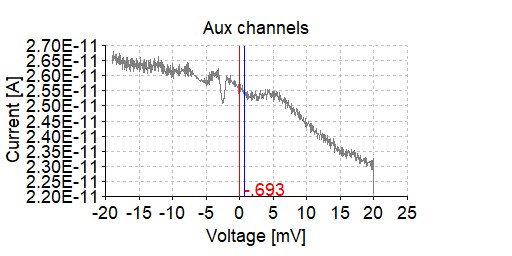 Aux channels
2.70E-11
2.65E-11
2.60E-11
2.55E-11
2.50E-11
2.45E-11
2.40E-11
2.35E-11
2.30E-11
2.25E-11
2.20E-11
Current [A]
-.693
-20 -15 -10 -5 0 5 10 15 20 25
Voltage [mV]